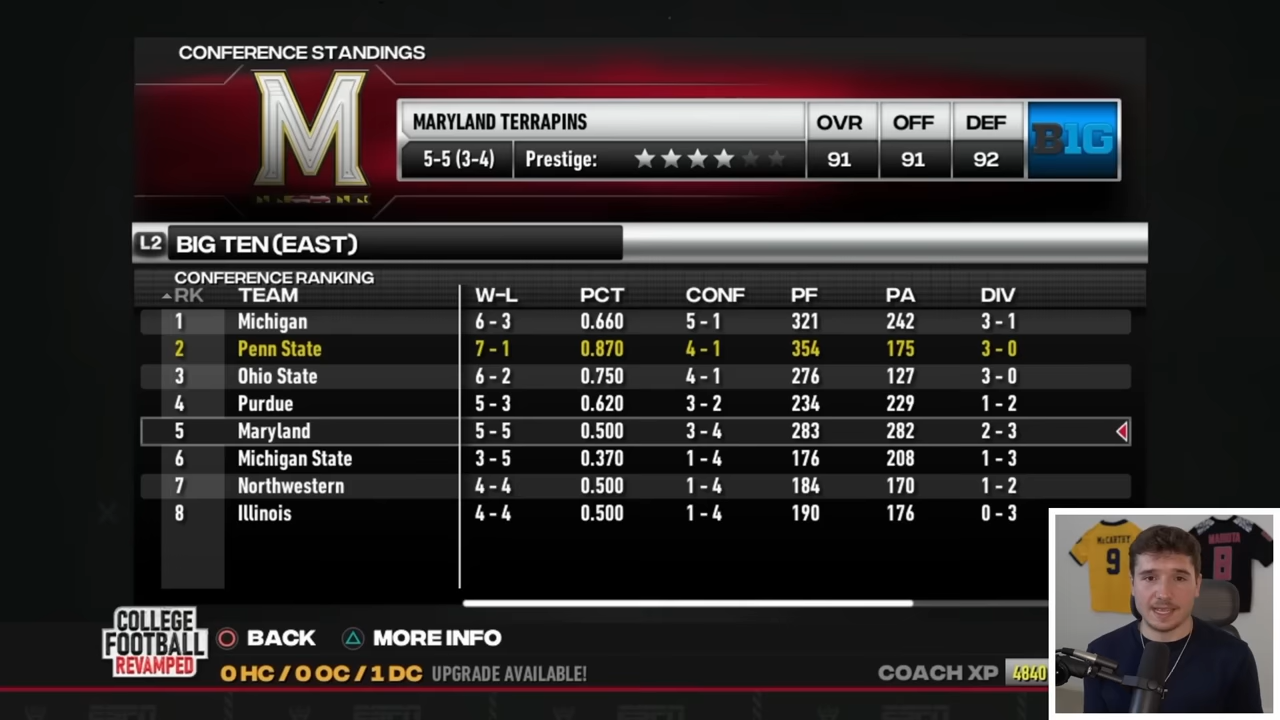 CONFERENCE STANDINGS
M
MARYLAND TERRAPINS OVR OFF DEF B1G
5-5 (3-4) Prestige: 91 91 92
L2 BIG TEN (EAST)
CONFERENCE RANKING
RK TEAM W-L PCT CONF PF PA DIV
1 Michigan 6 - 3 0.660 5 - 1 321 242 3 - 1
2 Penn State 7 - 1 0.870 4 - 1 354 175 3 - 0
3 Ohio State 6 - 2 0.750 4 - 1 276 127 3 - 0
4 Purdue 5 - 3 0.620 3 - 2 234 229 1 - 2
5 Maryland 5 - 5 0.500 3 - 4 283 282 2 - 3
6 Michigan State 3 - 5 0.370 1 - 4 176 208 1 - 3
7 Northwestern 4 - 4 0.500 1 - 4 184 170 1 - 2
8 Illinois 4 - 4 0.500 1 - 4 190 176 0 - 3
McCARTHY
9
MARIOTA
8
COLLEGE
FOOTBALL
REVAMPED
BACK MORE INFO
0 HC / 0 OC / 1 DC UPGRADE AVAILABLE!
COACH XP 4840